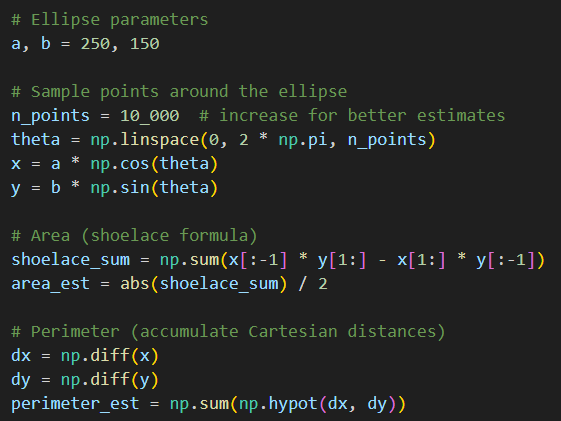 # Ellipse parameters
a, b = 250, 150
# Sample points around the ellipse
n_points = 10_000  # increase for better estimates
theta = np.linspace(0, 2 * np.pi, n_points)
x = a * np.cos(theta)
y = b * np.sin(theta)
# Area (shoelace formula)
shoelace_sum = np.sum(x[:-1] * y[1:] - x[1:] * y[:-1])
area_est = abs(shoelace_sum) / 2
# Perimeter (accumulate Cartesian distances)
dx = np.diff(x)
dy = np.diff(y)
perimeter_est = np.sum(np.hypot(dx, dy))